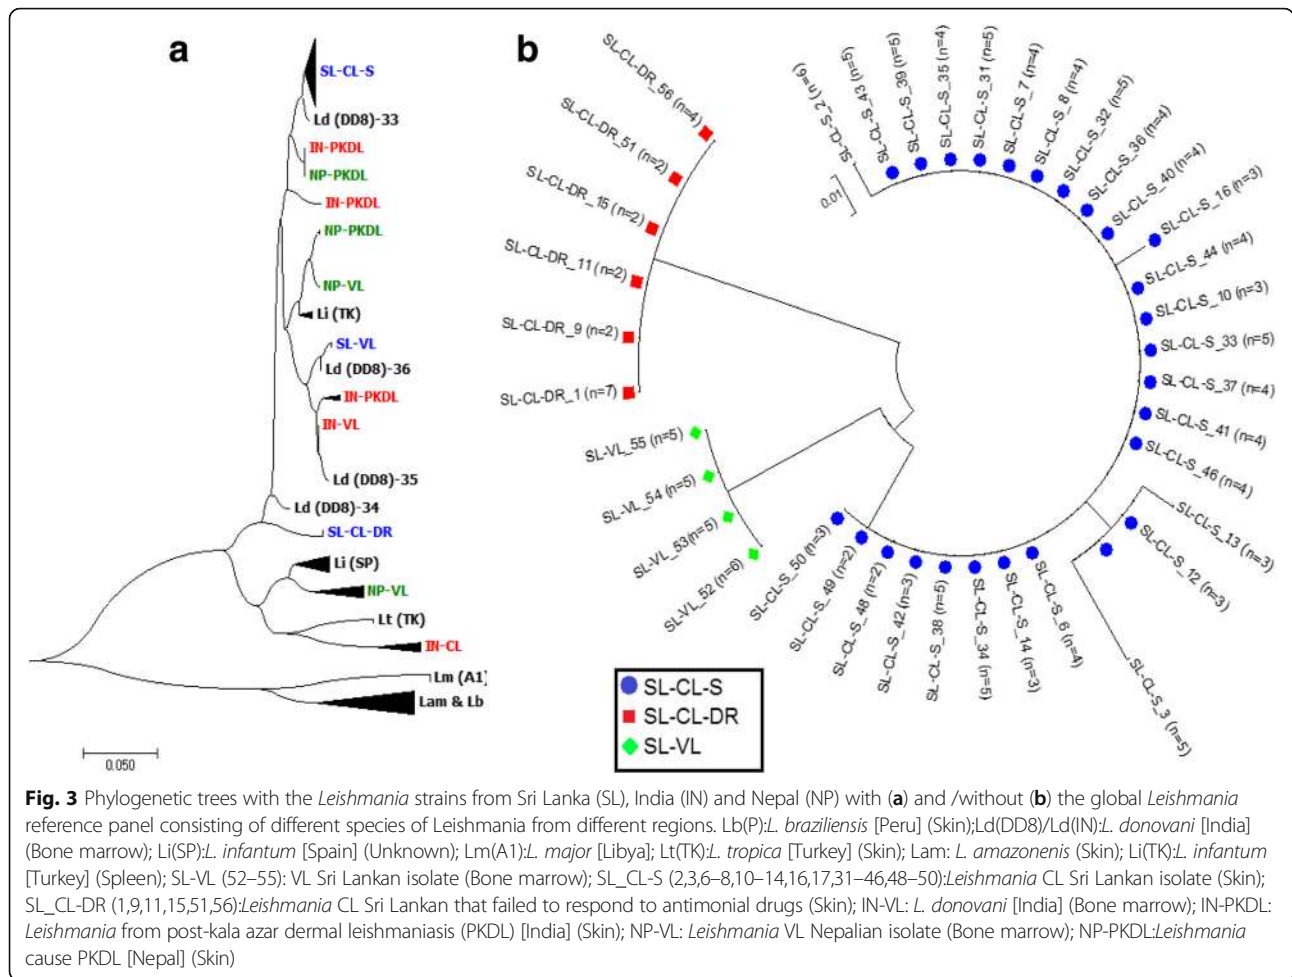 a
SL-CL-S
Ld (DD8)-33
IN-PKDL
NP-PKDL
IN-PKDL
NP-PKDL
NP-VL
Li (TK)
SL-VL
Ld (DD8)-36
IN-PKDL
IN-VL
Ld (DD8)-35
Ld (DD8)-34
SL-CL-DR
Li (SP)
NP-VL
Lt (TK)
IN-CL
Lm (A1)
Lam & Lb
0.050
b
SL-CL-DR_56 (n=4)
SL-CL-DR_51 (n=2)
SL-CL-DR_15 (n=2)
SL-CL-DR_11 (n=2)
SL-CL-DR_9 (n=2)
SL-CL-DR_1 (n=7)
SL-VL_55 (n=5)
SL-VL_54 (n=5)
SL-VL_53(n=5)
SL-VL_52 (n=6)
0.01
SL-CL-S_2 (n=6)
SL-CL-S_43 (n=5)
SL-CL-S_39 (n=5)
SL-CL-S_35 (n=4)
SL-CL-S_31 (n=5)
SL-CL-S_7 (n=4)
SL-CL-S_8 (n=4)
SL-CL-S_32 (n=5)
SL-CL-S_36 (n=4)
SL-CL-S_40 (n=4)
SL-CL-S_16 (n=3)
SL-CL-S_44 (n=4)
SL-CL-S_10 (n=3)
SL-CL-S_33 (n=5)
SL-CL-S_37 (n=4)
SL-CL-S_41 (n=4)
SL-CL-S_46 (n=4)
SL-CL-S_13 (n=3)
SL-CL-S_12 (n=3)
SL-CL-S_3 (n=5)
SL-CL-S_6 (n=4)
SL-CL-S_14 (n=3)
SL-CL-S_34 (n=5)
SL-CL-S_38 (n=5)
SL-CL-S_42 (n=3)
SL-CL-S_48 (n=2)
SL-CL-S_49 (n=2)
SL-CL-S_50 (n=3)
SL-CL-S
SL-CL-DR
SL-VL
Fig. 3 Phylogenetic trees with the Leishmania strains from Sri Lanka (SL), India (IN) and Nepal (NP) with (a) and /without (b) the global Leishmania
reference panel consisting of different species of Leishmania from different regions. Lb(P):L. braziliensis [Peru] (Skin);Ld(DD8)/Ld(IN):L. donovani [India]
(Bone marrow); Li(SP):L. infantum [Spain] (Unknown); Lm(A1):L. major [Libya]; Lt(TK):L. tropica [Turkey] (Skin); Lam: L. amazonenis (Skin); Li(TK):L. infantum
[Turkey] (Spleen); SL-VL (52–55): VL Sri Lankan isolate (Bone marrow); SL_CL-S (2,3,6–8,10–14,16,17,31–46,48–50):Leishmania CL Sri Lankan isolate (Skin);
SL_CL-DR (1,9,11,15,51,56):Leishmania CL Sri Lankan that failed to respond to antimonial drugs (Skin); IN-VL: L. donovani [India] (Bone marrow); IN-PKDL:
Leishmania from post-kala azar dermal leishmaniasis (PKDL) [India] (Skin); NP-VL: Leishmania VL Nepalian isolate (Bone marrow); NP-PKDL:Leishmania
cause PKDL [Nepal] (Skin)